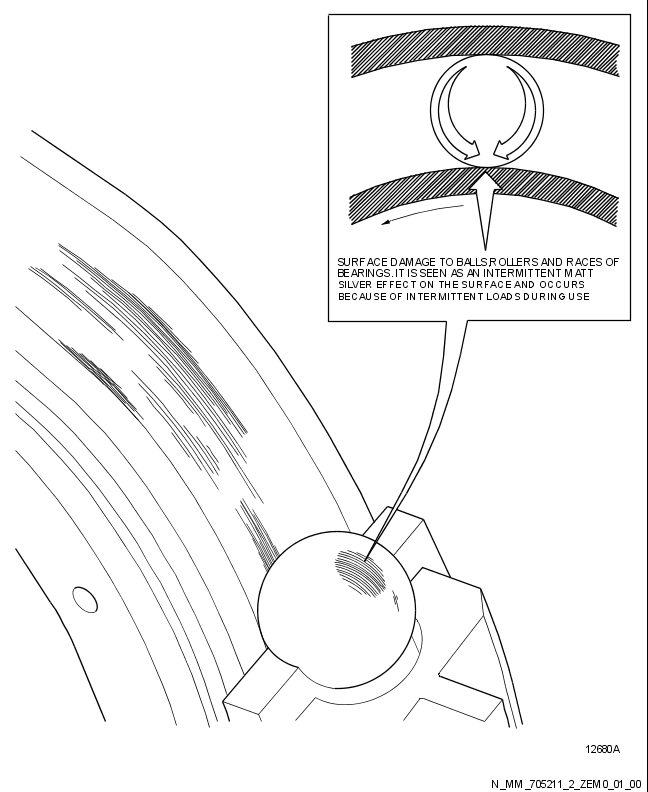 SURFACE DAMAGE TO BALLS,ROLLERS AND RACES OF
BEARINGS. IT IS SEEN AS AN INTERMITTENT MATT
SILVER EFFECT ON THE SURFACE AND OCCURS
BECAUSE OF INTERMITTENT LOADS DURING USE
12680A
N_MM_705211_2_ZEM0_01_00